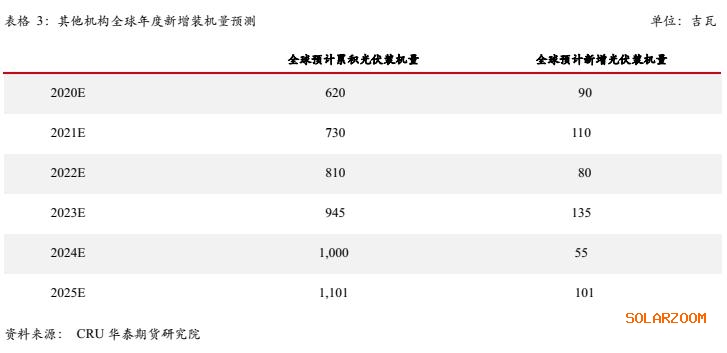 表格 3：其他机构全球年度新增装机量预测 单位：吉瓦
全球预计累积光伏装机量 全球预计新增光伏装机量
2020E 620 90
2021E 730 110
2022E 810 80
2023E 945 135
2024E 1,000 55
2025E 1,101 101
SOLARZOOM
资料来源： CRU 华泰期货研究院